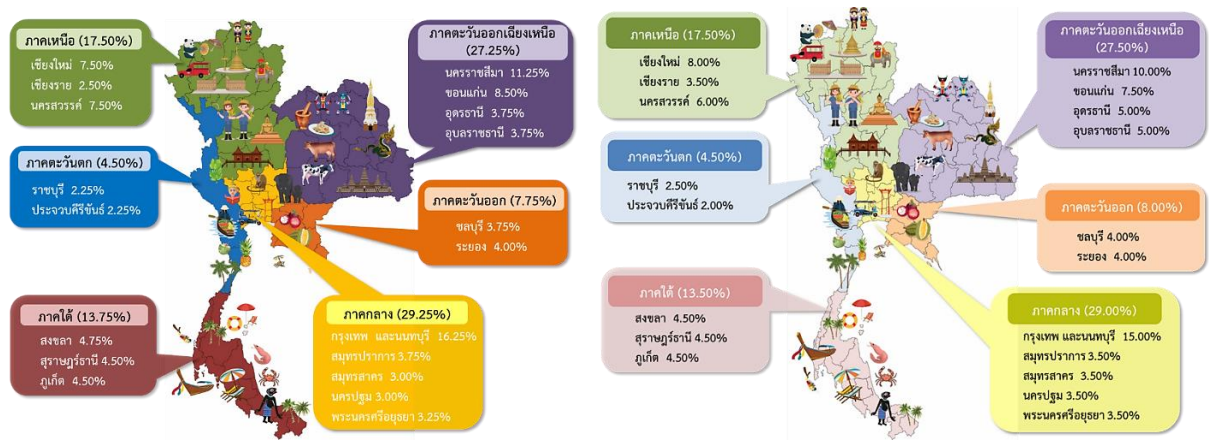 ภาคเหนือ (17.50%)
เชียงใหม่ 7.50%
เชียงราย 2.50%
นครสวรรค์ 7.50%
ภาคตะวันออกเฉียงเหนือ
(27.25%)
นครราชสีมา 11.25%
ขอนแก่น 8.50%
อุดรธานี 3.75%
อุบลราชธานี 3.75%
ภาคตะวันตก (4.50%)
ราชบุรี 2.25%
ประจวบคีรีขันธ์ 2.25%
ภาคตะวันออก (7.75%)
ชลบุรี 3.75%
ระยอง 4.00%
ภาคใต้ (13.75%)
สงขลา 4.75%
สุราษฎร์ธานี 4.50%
ภูเก็ต 4.50%
ภาคกลาง (29.25%)
กรุงเทพ และนนทบุรี 16.25%
สมุทรปราการ 3.75%
สมุทรสาคร 3.00%
นครปฐม 3.00%
พระนครศรีอยุธยา 3.25%
ภาคเหนือ (17.50%)
เชียงใหม่ 8.00%
เชียงราย 3.50%
นครสวรรค์ 6.00%
ภาคตะวันออกเฉียงเหนือ
(27.50%)
นครราชสีมา 10.00%
ขอนแก่น 7.50%
อุดรธานี 5.00%
อุบลราชธานี 5.00%
ภาคตะวันตก (4.50%)
ราชบุรี 2.50%
ประจวบคีรีขันธ์ 2.00%
ภาคตะวันออก (8.00%)
ชลบุรี 4.00%
ระยอง 4.00%
ภาคใต้ (13.50%)
สงขลา 4.50%
สุราษฎร์ธานี 4.50%
ภูเก็ต 4.50%
ภาคกลาง (29.00%)
กรุงเทพ และนนทบุรี 15.00%
สมุทรปราการ 3.50%
สมุทรสาคร 3.50%
นครปฐม 3.50%
พระนครศรีอยุธยา 3.50%